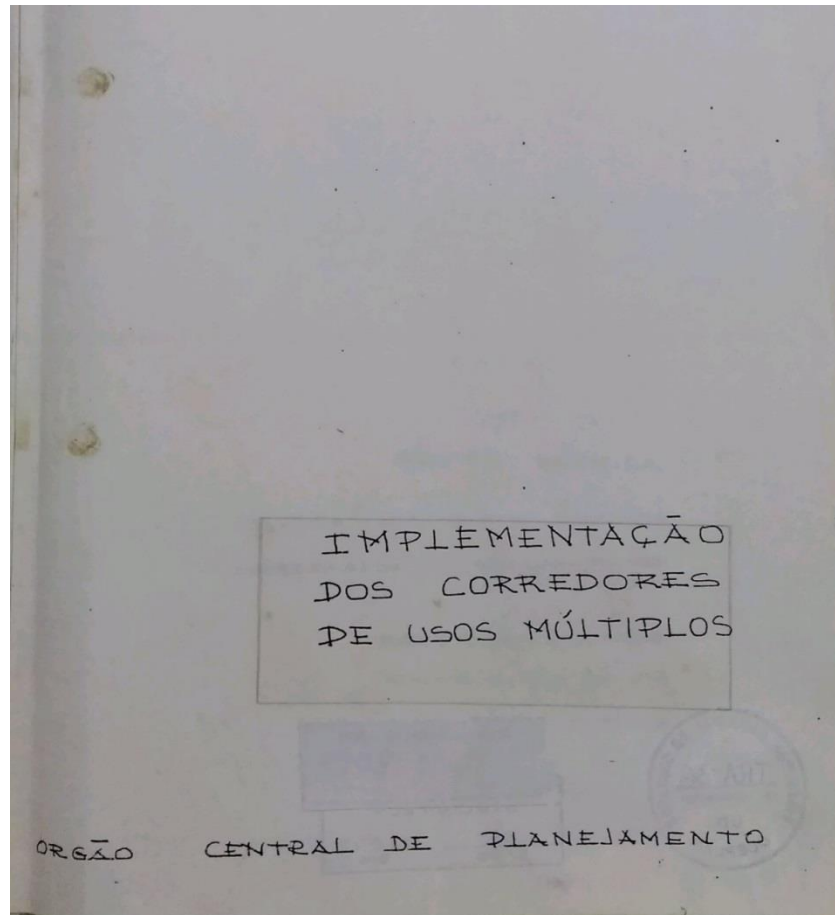 IMPLEMENTAÇÃO
DOS CORREDORES
DE USOS MÚLTIPLOS
ORGÃO CENTRAL DE PLANEJAMENTO